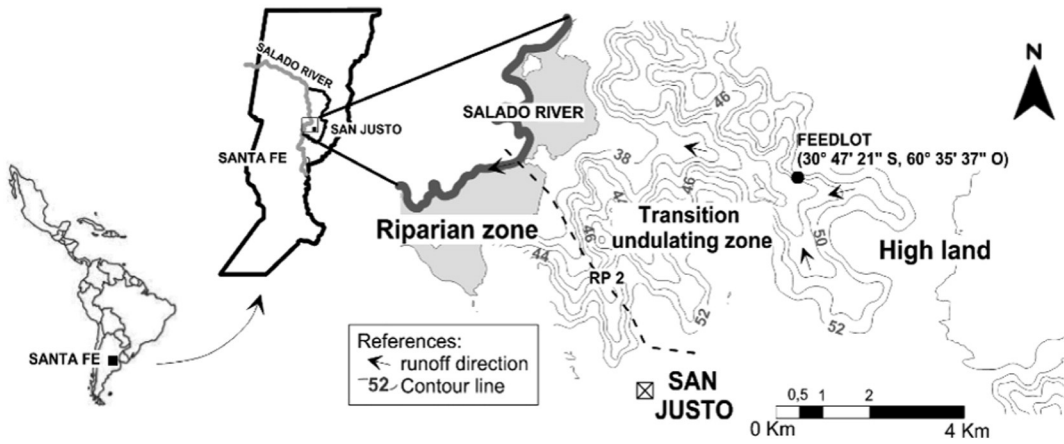 SANTA FE
SALADO RIVER
SAN JUSTO
SANTA FE
SALADO RIVER
Riparian zone
38
46
46
46
44
44
50
52
52
Transition
undulating zone
High land
FEEDLOT
(30° 47' 21" S, 60° 35' 37" O)
RP 2
SAN
JUSTO
N
References:
runoff direction
52 Contour line
0,5 1 2
0 Km 4 Km